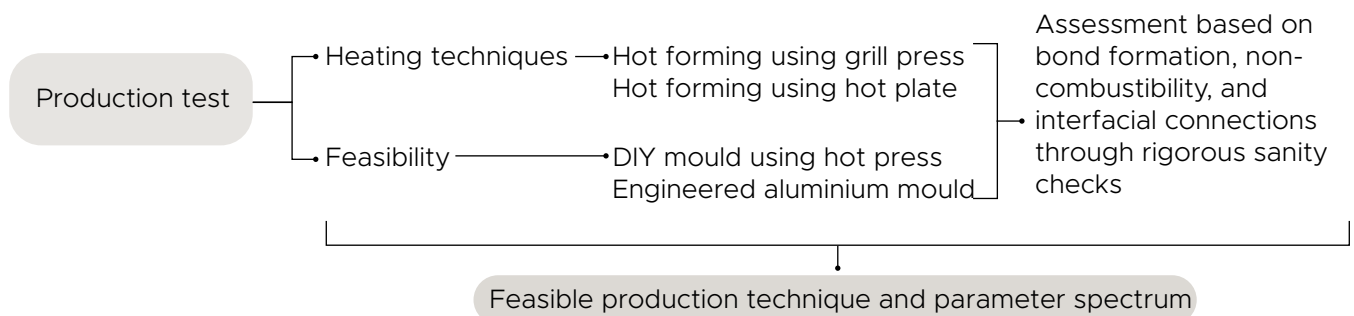 Production test
Heating techniques
Hot forming using grill press
Hot forming using hot plate
Feasibility
DIY mould using hot press
Engineered aluminium mould
Assessment based on
bond formation, non-
combustibility, and
interfacial connections
through rigorous sanity
checks
Feasible production technique and parameter spectrum